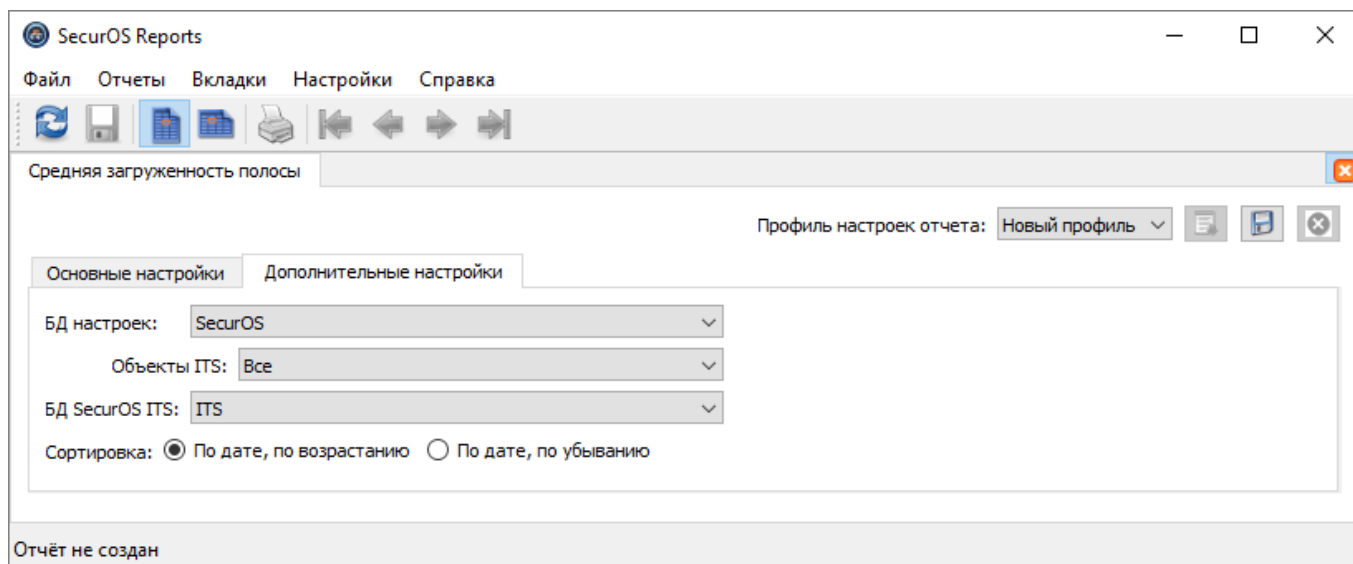 SecurOS Reports
Файл Отчеты Вкладки Настройки Справка
Средняя загруженность полосы
Профиль настроек отчета: Новый профиль
Основные настройки Дополнительные настройки
БД настроек: SecurOS
Объекты ITS: Все
БД SecurOS ITS: ITS
Сортировка: По дате, по возрастанию По дате, по убыванию
Отчёт не создан